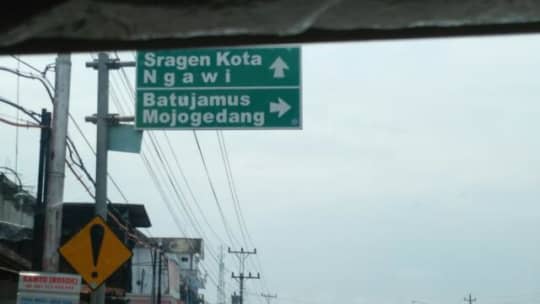 Sragen Kota
Ngawi
Batujamus
Mojogedang